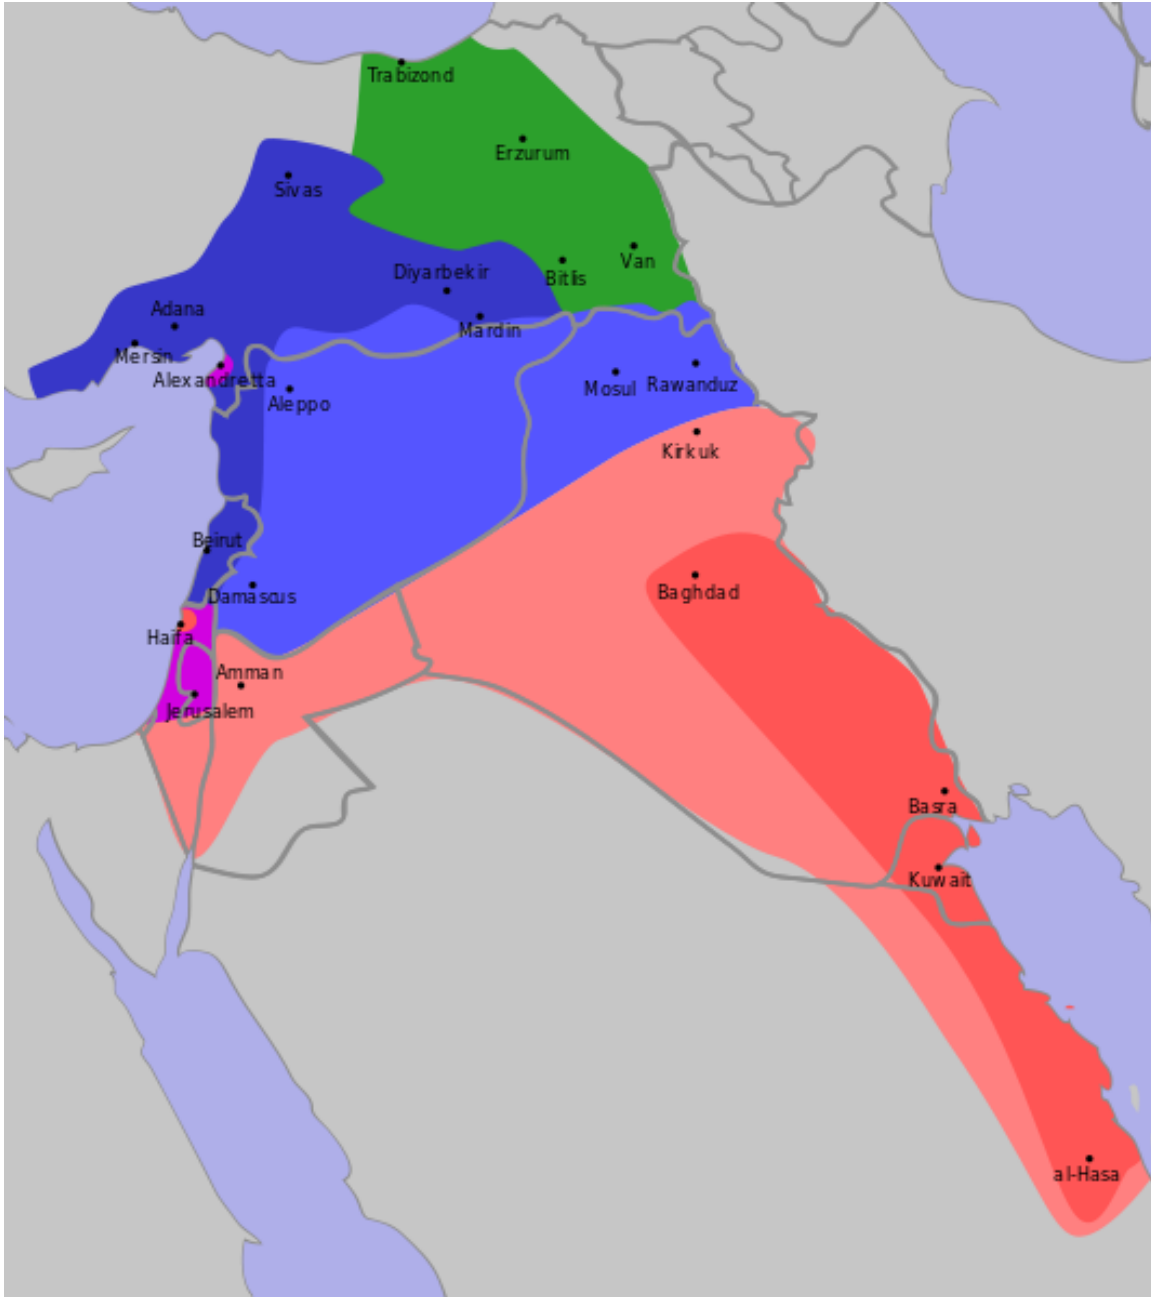 Trabizond
Erzurum
Sivas
Van
Diyarbekir
Bitlis
Adana
Mardin
Mersin
Alexandretta
Aleppo
Mosul
Rawanduz
Kirkuk
Beirut
Damascus
Baghdad
Haifa
Amman
Jerusalem
Basra
Kuwait
al-Hasa